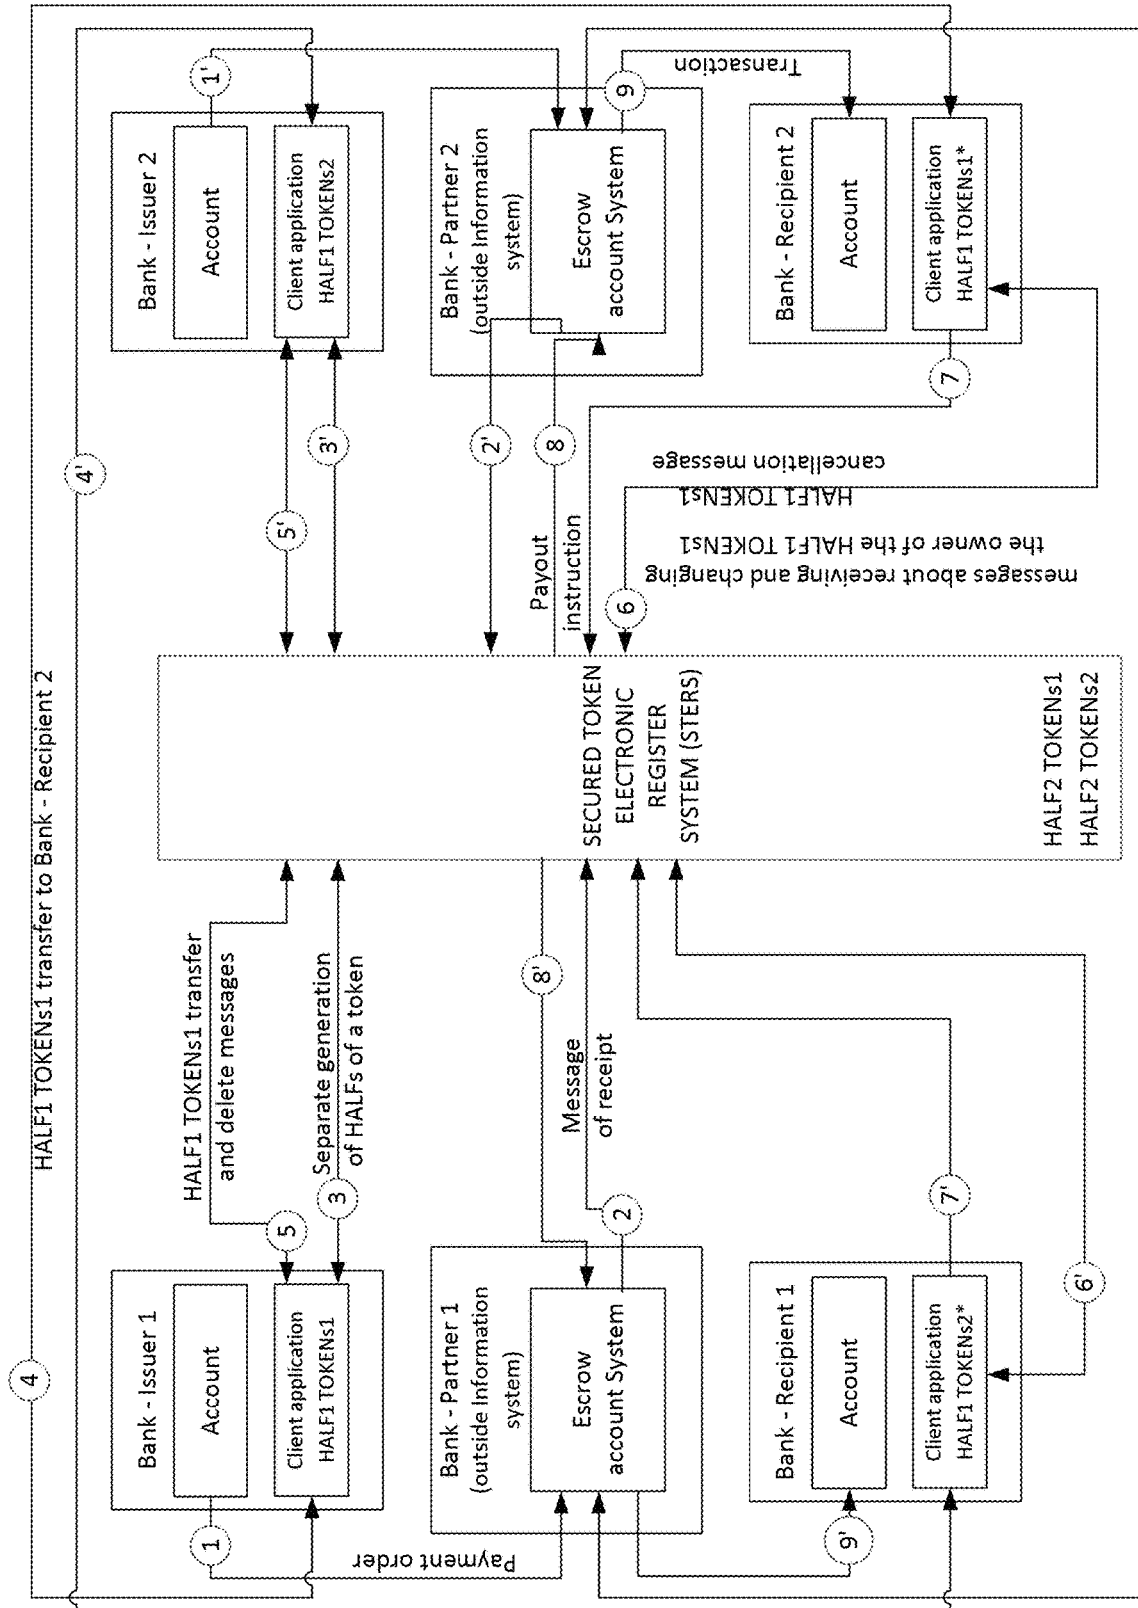 4
HALF1 TOKENs1 transfer to Bank - Recipient 2
4'
Bank - Issuer 1
Account
Client application
HALF1 TOKENs1
1
Payment order
5
HALF1 TOKENs1 transfer
and delete messages
3
Separate generation
of HALFs of a token
Bank - Issuer 2
Account
Client application
HALF1 TOKENs2
1'
5'
3'
Bank - Partner 1
(outside Information
system)
Escrow
account System
2
Message
of receipt
8'
Bank - Partner 2
(outside Information
system)
Escrow
account System
2'
8
Payout
instruction
9
Transaction
SECURED TOKEN
ELECTRONIC
REGISTER
SYSTEM (STERS)
HALF2 TOKENs1
HALF2 TOKENs2
Bank - Recipient 1
Account
Client application
HALF1 TOKENs2*
9'
7'
6'
Bank - Recipient 2
Account
Client application
HALF1 TOKENs1*
7
6
messages about receiving and changing
the owner of the HALF1 TOKENs1
HALF1 TOKENs1
cancellation message